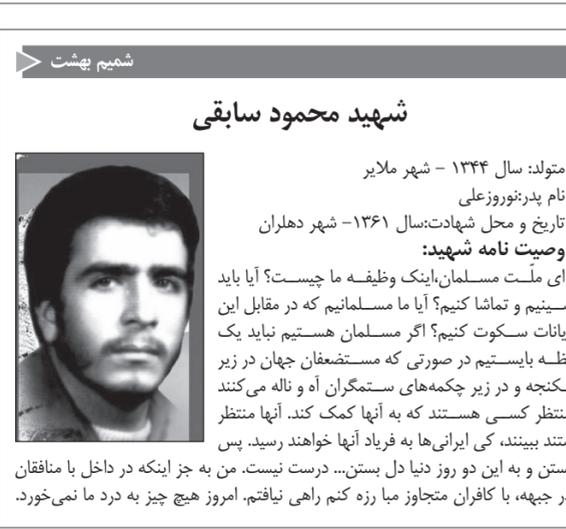 شمیم بهشت
شهید محمود سابقی
متولد: سال ۱۳۴۴ - شهر ملایر
نام پدر:نوروزعلی
تاریخ و محل شهادت:سال ۱۳۶۱- شهر دهلران
وصیت نامه شهید:
ای ملّت مسلمان،اینک وظیفه ما چیست؟ آیا باید
و تماشا کنیم؟ آیا ما مسلمانیم که در مقابل این
سکوت کنیم؟ اگر مسلمان هستیم نباید یک
بایستیم در صورتی که مستضعفان جهان در زیر
و در زیر چکمه‌های ستمگران آه و ناله می‌کنند
کسی هستند که به آنها کمک کند. آنها منتظر
ببینند، کی ایرانی‌ها به فریاد آنها خواهند رسید. پس
و به این دو روز دنیا دل بستن... درست نیست. من به جز اینکه در داخل با منافقان
جبهه، با کافران متجاوز مبا رزه کنم راهی نیافتم. امروز هیچ چیز به درد ما نمی‌خورد.